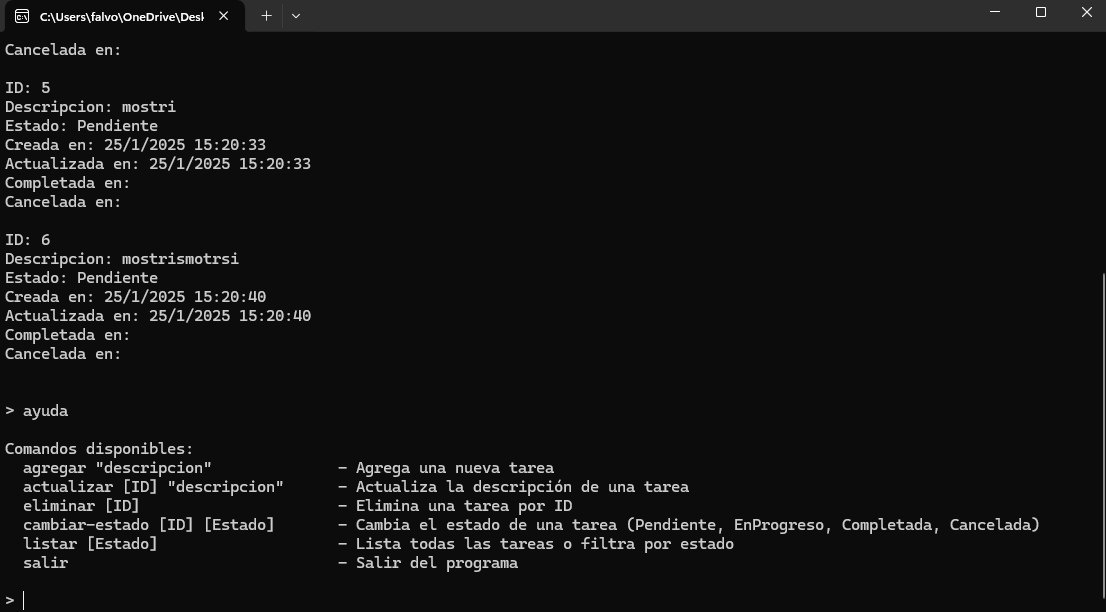 C:\Users\falvo\OneDrive\Desk
Cancelada en:
ID: 5
Descripcion: mostri
Estado: Pendiente
Creada en: 25/1/2025 15:20:33
Actualizada en: 25/1/2025 15:20:33
Completada en:
Cancelada en:
ID: 6
Descripcion: mostrismotrsi
Estado: Pendiente
Creada en: 25/1/2025 15:20:40
Actualizada en: 25/1/2025 15:20:40
Completada en:
Cancelada en:
> ayuda
Comandos disponibles:
agregar "descripcion" - Agrega una nueva tarea
actualizar [ID] "descripcion" - Actualiza la descripción de una tarea
eliminar [ID] - Elimina una tarea por ID
cambiar-estado [ID] [Estado] - Cambia el estado de una tarea (Pendiente, EnProgreso, Completada, Cancelada)
listar [Estado] - Lista todas las tareas o filtra por estado
salir - Salir del programa
>